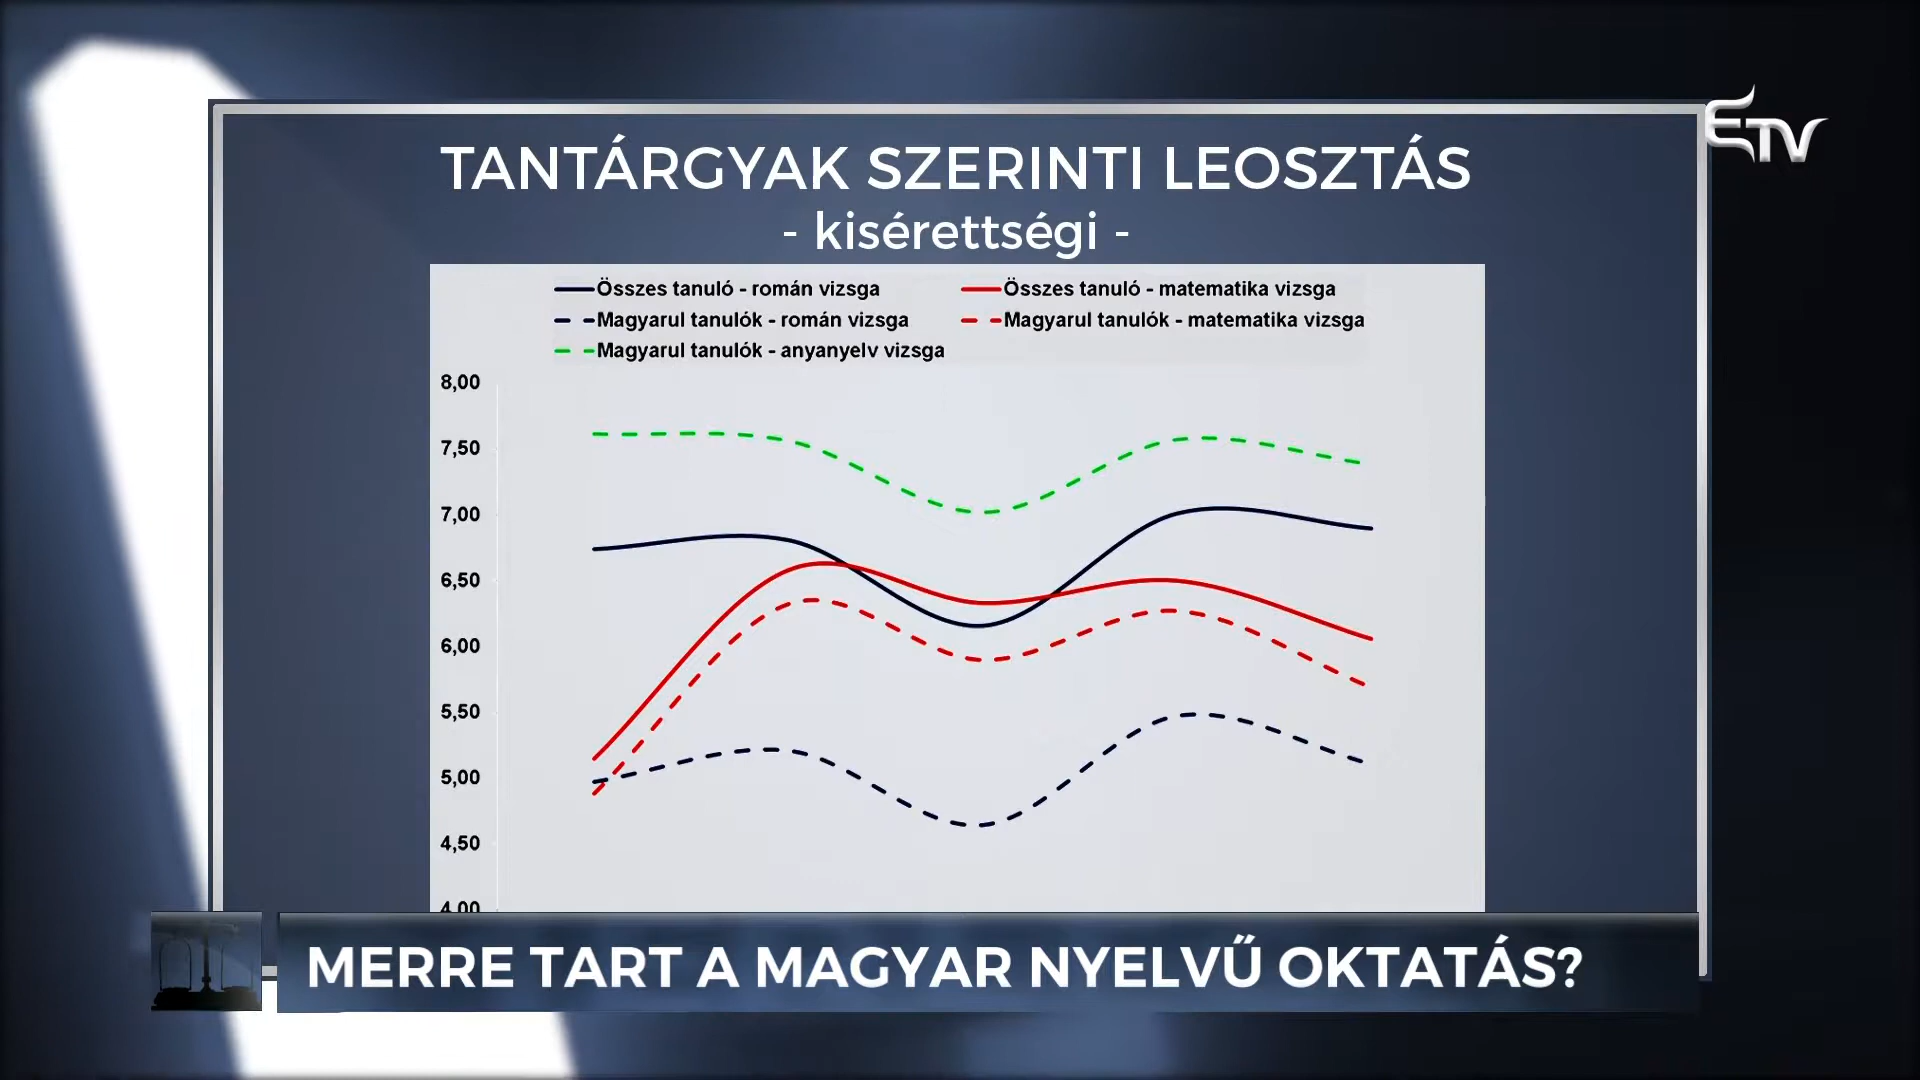 TANTÁRGYAK SZERINTI LEOSZTÁS
- kisérettségi -
ETV
Összes tanuló - román vizsga
Összes tanuló - matematika vizsga
Magyarul tanulók - román vizsga
Magyarul tanulók - matematika vizsga
Magyarul tanulók - anyanyelv vizsga
8,00
7,50
7,00
6,50
6,00
5,50
5,00
4,50
4,00
MERRE TART A MAGYAR NYELVŰ OKTATÁS?